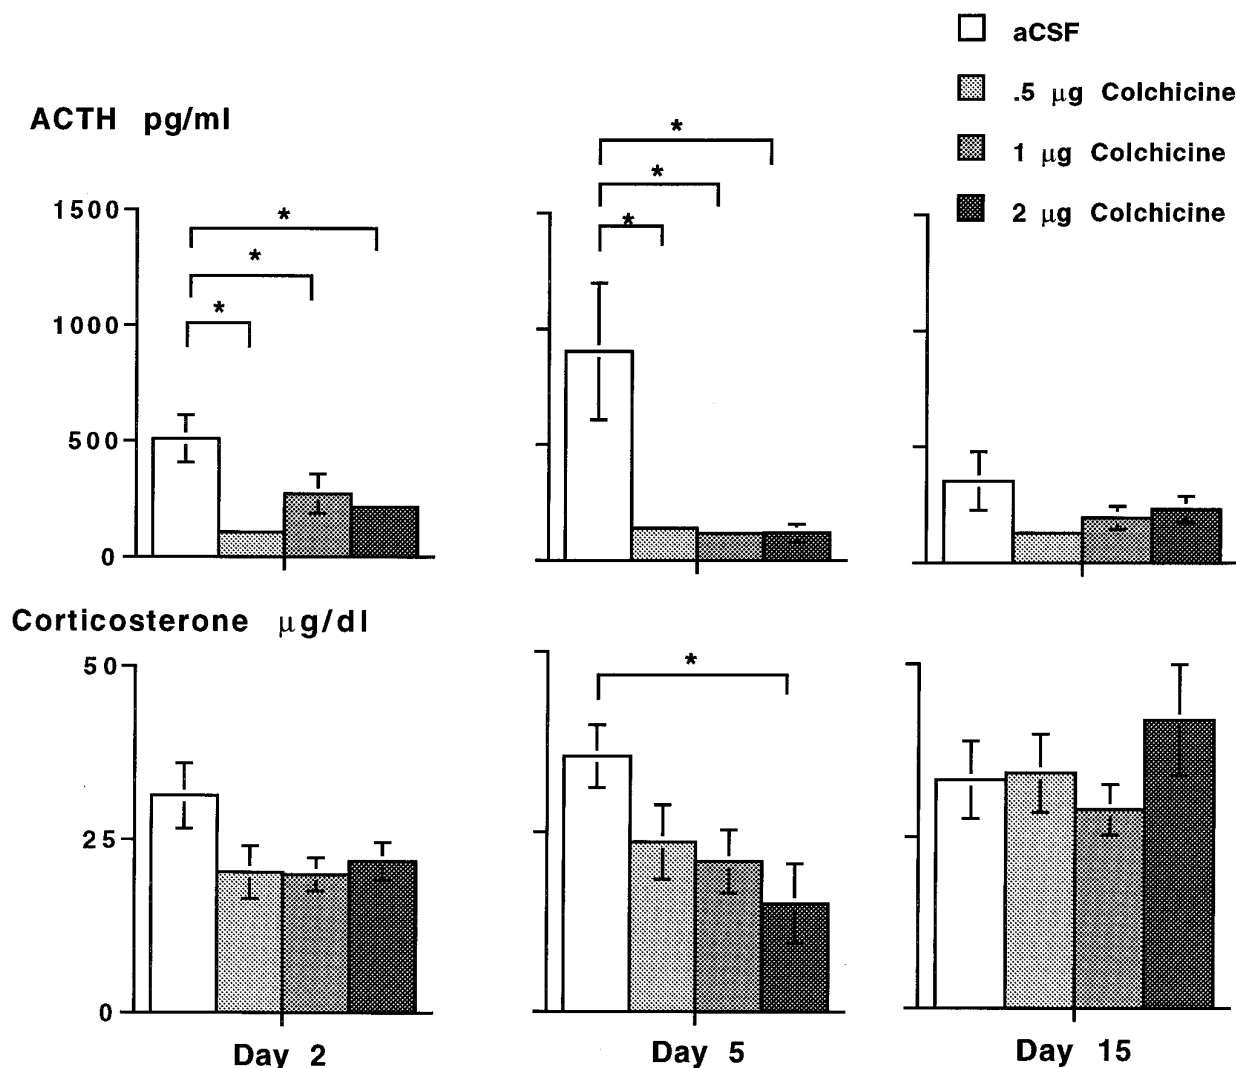 aCSF
.5 μg Colchicine
1 μg Colchicine
2 μg Colchicine
ACTH pg/ml
*
*
*
*
*
*
1500
1000
500
0
Corticosterone μg/dl
*
50
25
0
Day 2
Day 5
Day 15